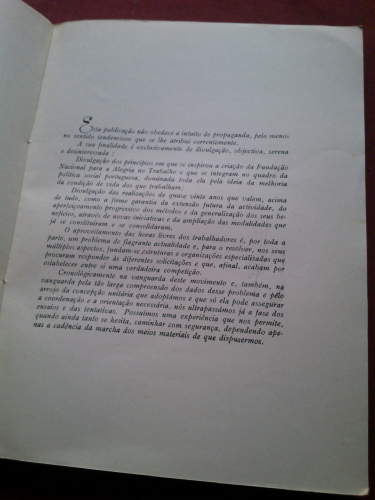 Esta publicação não obedece a intuito de propaganda, pelo menos
no sentido tendencioso que se lhe atribui correntemente.
A sua finalidade é exclusivamente de divulgação, objectiva, serena
e desinteressada:
Divulgação dos princípios em que se inspirou a criação da Fundação
Nacional para a Alegria no Trabalho e que se integram no quadro da
política social portuguesa, dominada toda ela pela ideia da melhoria
da condição de vida dos que trabalham.
Divulgação das realizações de quase vinte anos que valem, acima
de tudo, como a firme garantia da extensão futura da actividade, do
aperfeiçoamento progressivo dos métodos e da generalização dos seus be-
nefícios, através de novas iniciativas e da ampliação das modalidades que
já se constituíram e se consolidaram.
O aproveitamento das horas livres dos trabalhadores é, por toda a
parte, um problema de flagrante actualidade e, para o resolver, nos seus
múltiplos aspectos, fundam-se estruturas e organizações especializadas que
procuram responder às diferentes solicitações e que, afinal, acabam por
estabelecer entre si uma verdadeira competição.
Cronològicamente na vanguarda deste movimento e, também, na
vanguarda pela tão larga compreensão dos dados desse problema e pelo
arrojo da concepção unitária que adoptámos e que só ela pode assegurar
a coordenação e a orientação necessária, nós ultrapassámos já a fase dos
ensaios e das tentativas. Possuimos uma experiência que nos permite,
quando ainda tanto se hesita, caminhar com segurança, dependendo ape-
nas a cadência da marcha dos meios materiais de que dispusermos.